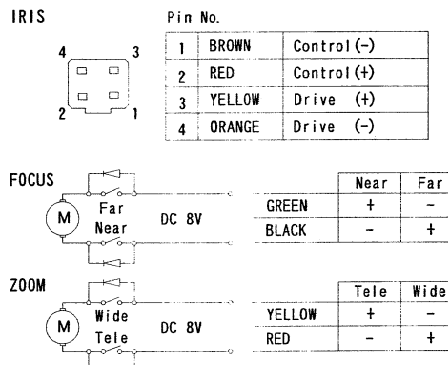 IRIS
Pin No.
4 3
2 1
1 BROWN Control(-)
2 RED Control(+)
3 YELLOW Drive (+)
4 ORANGE Drive (-)
FOCUS
M
Far
Near
DC 8V
Near Far
GREEN + -
BLACK - +
ZOOM
M
Wide
Tele
DC 8V
Tele Wide
YELLOW + -
RED - +